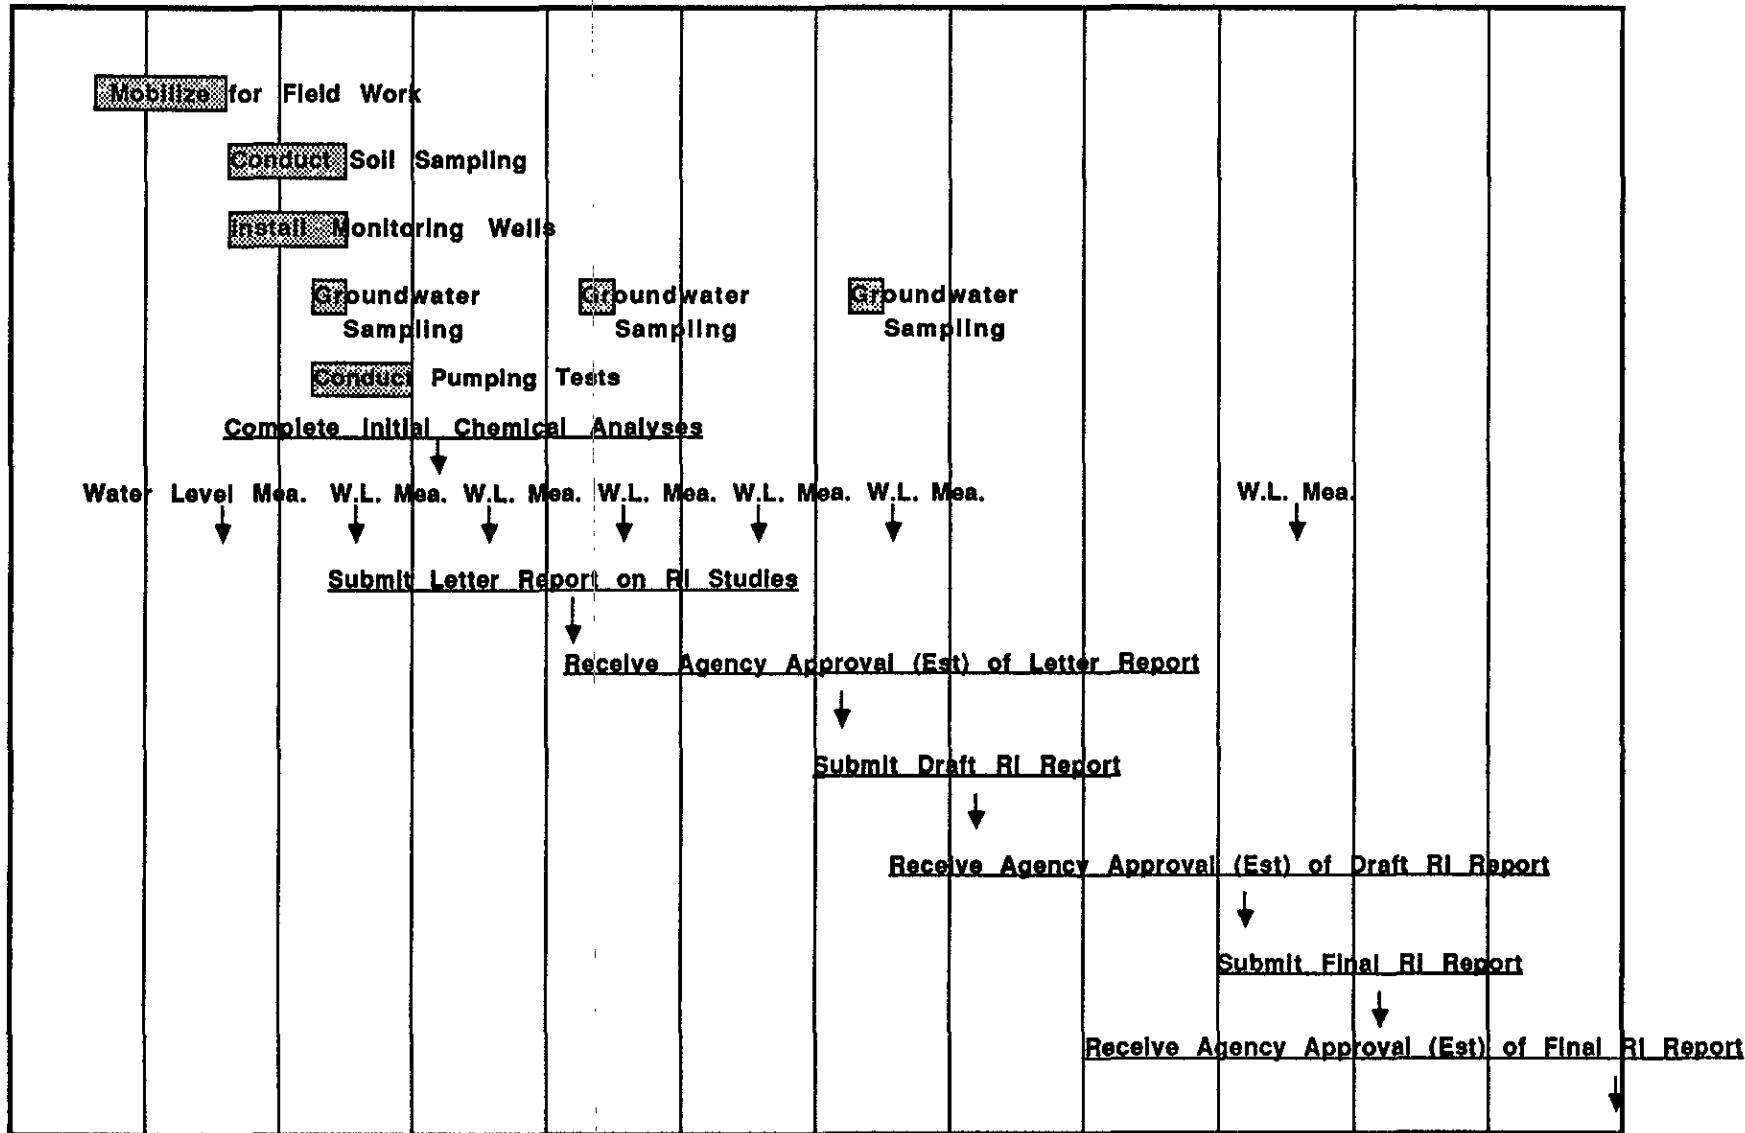 Mobilize for Field Work
Conduct Soil Sampling
Install Monitoring Wells
Groundwater Groundwater Groundwater
Sampling Sampling Sampling
Conduct Pumping Tests
Complete Initial Chemical Analyses
Water Level Mea. W.L. Mea. W.L. Mea. W.L. Mea. W.L. Mea. W.L. Mea. W.L. Mea.
Submit Letter Report on RI Studies
Receive Agency Approval (Est) of Letter Report
Submit Draft RI Report
Receive Agency Approval (Est) of Draft RI Report
Submit Final RI Report
Receive Agency Approval (Est) of Final RI Report